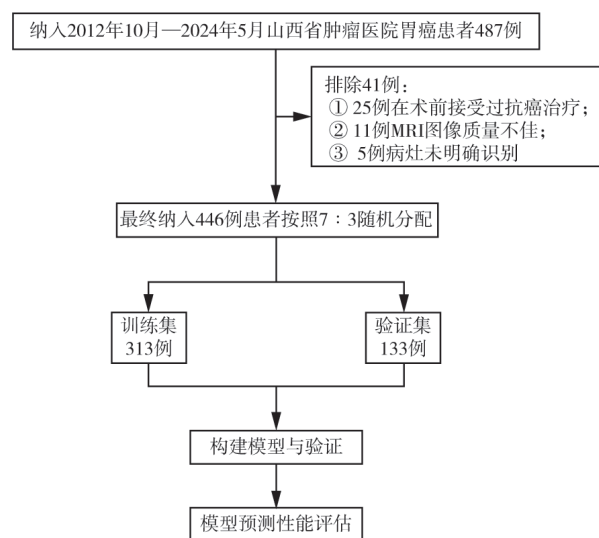 纳入2012年10月—2024年5月山西省肿瘤医院胃癌患者487例
排除41例：
① 25例在术前接受过抗癌治疗；
② 11例MRI图像质量不佳；
③ 5例病灶未明确识别
最终纳入446例患者按照7：3随机分配
训练集
313例
验证集
133例
构建模型与验证
模型预测性能评估